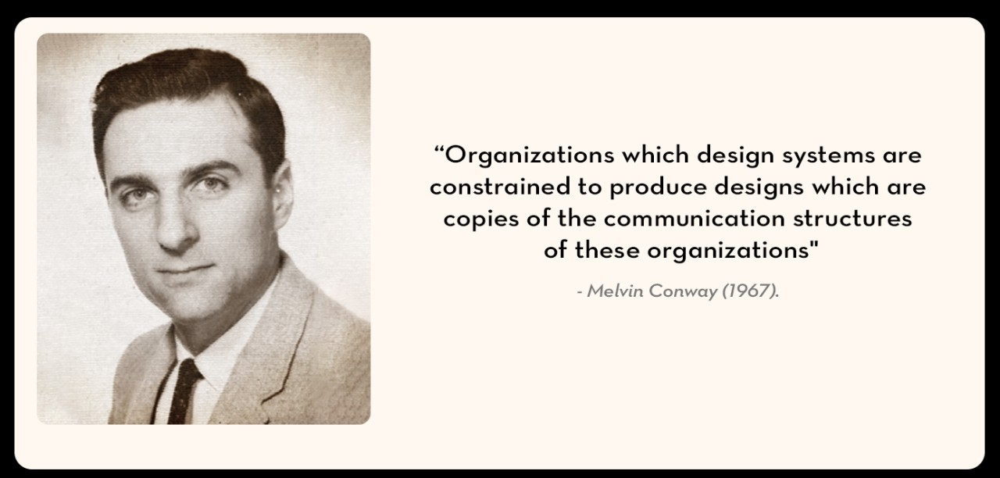 “Organizations which design systems are
constrained to produce designs which are
copies of the communication structures
of these organizations"
- Melvin Conway (1967).